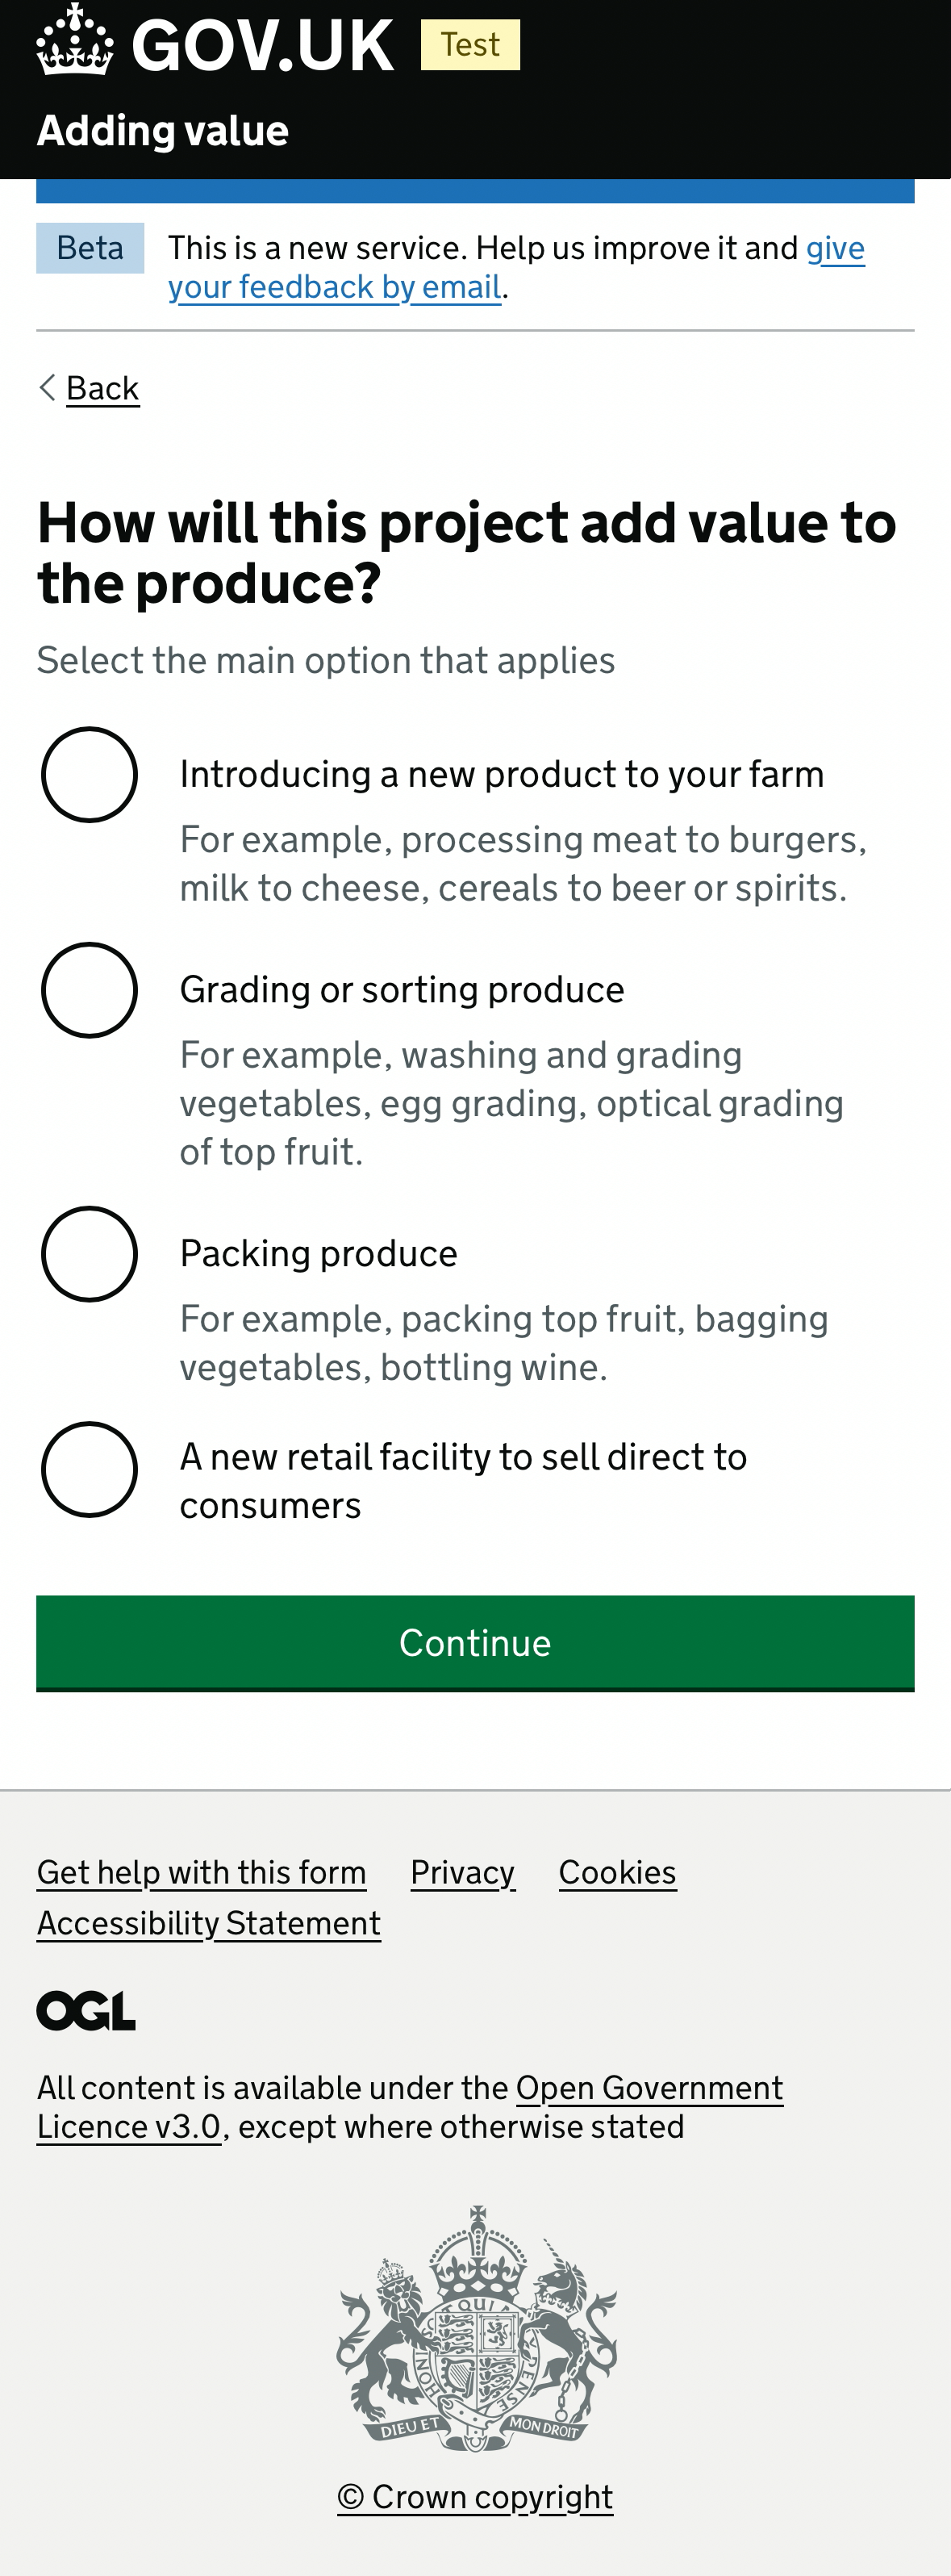 GOV.UK Test
Adding value
Beta This is a new service. Help us improve it and give
your feedback by email.
Back
How will this project add value to
the produce?
Select the main option that applies
Introducing a new product to your farm
For example, processing meat to burgers,
milk to cheese, cereals to beer or spirits.
Grading or sorting produce
For example, washing and grading
vegetables, egg grading, optical grading
of top fruit.
Packing produce
For example, packing top fruit, bagging
vegetables, bottling wine.
A new retail facility to sell direct to
consumers
Continue
Get help with this form Privacy Cookies
Accessibility Statement
OGL
All content is available under the Open Government
Licence v3.0, except where otherwise stated
DIEU ET MON DROIT
© Crown copyright